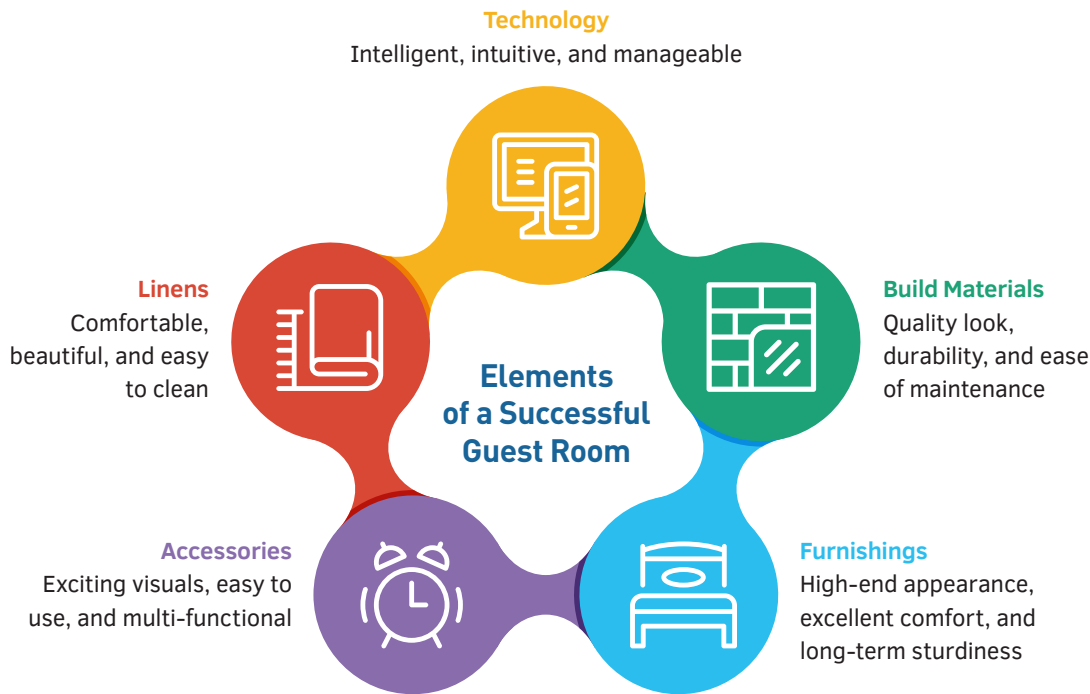 Technology
Intelligent, intuitive, and manageable
Linens
Comfortable,
beautiful, and easy
to clean
Build Materials
Quality look,
durability, and ease
of maintenance
Elements
of a Successful
Guest Room
Accessories
Exciting visuals, easy to
use, and multi-functional
Furnishings
High-end appearance,
excellent comfort, and
long-term sturdiness